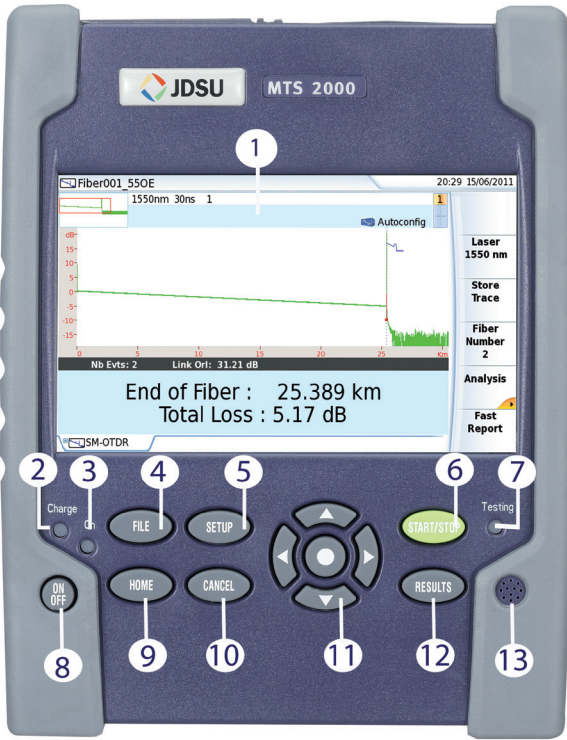 JDSU
MTS 2000
1
Fiber001_55OE
20:29 15/06/2011
1550nm 30ns 1
1
Autoconfig
Laser
1550 nm
Store
Trace
Fiber
Number
2
Analysis
Fast
Report
dB
15
10
5
0
-5
-10
-15
0
5
10
15
20
25
Km
Nb Evts: 2 Link Orl: 31.21 dB
End of Fiber : 25.389 km
Total Loss : 5.17 dB
SM-OTDR
2
3
4
5
6
7
Charge
On
FILE
SETUP
START/STOP
Testing
ON
OFF
HOME
CANCEL
RESULTS
8
9
10
11
12
13